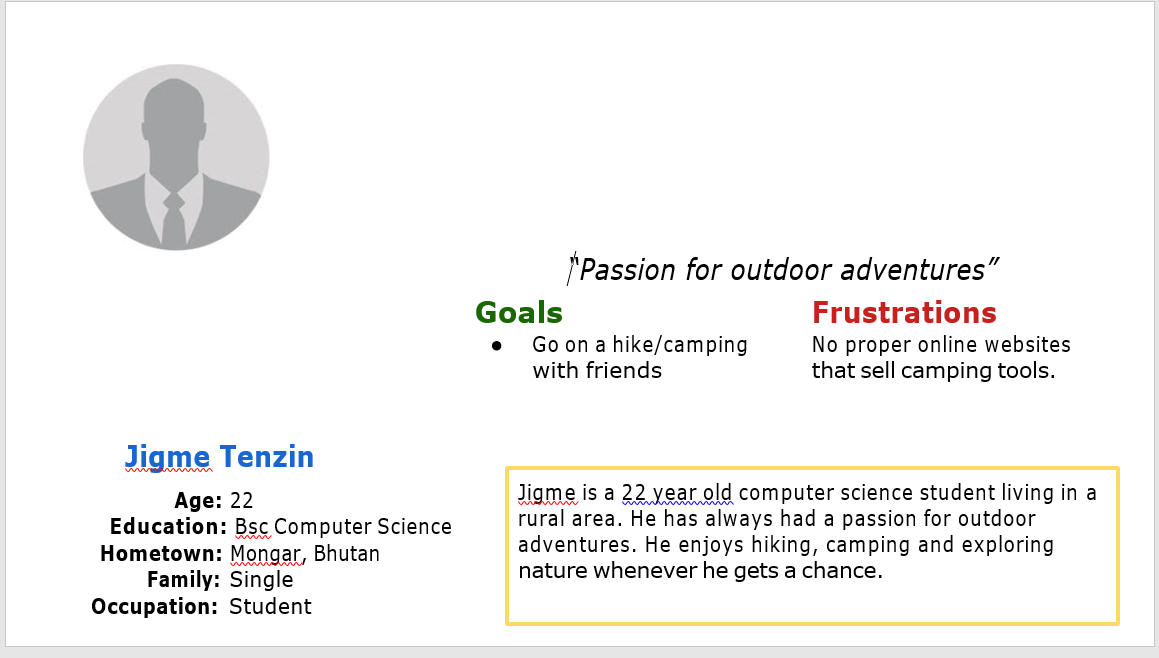 “Passion for outdoor adventures”
Goals
● Go on a hike/camping
with friends
Frustrations
No proper online websites
that sell camping tools.
Jigme Tenzin
Age: 22
Education: Bsc Computer Science
Hometown: Mongar, Bhutan
Family: Single
Occupation: Student
Jigme is a 22 year old computer science student living in a
rural area. He has always had a passion for outdoor
adventures. He enjoys hiking, camping and exploring
nature whenever he gets a chance.